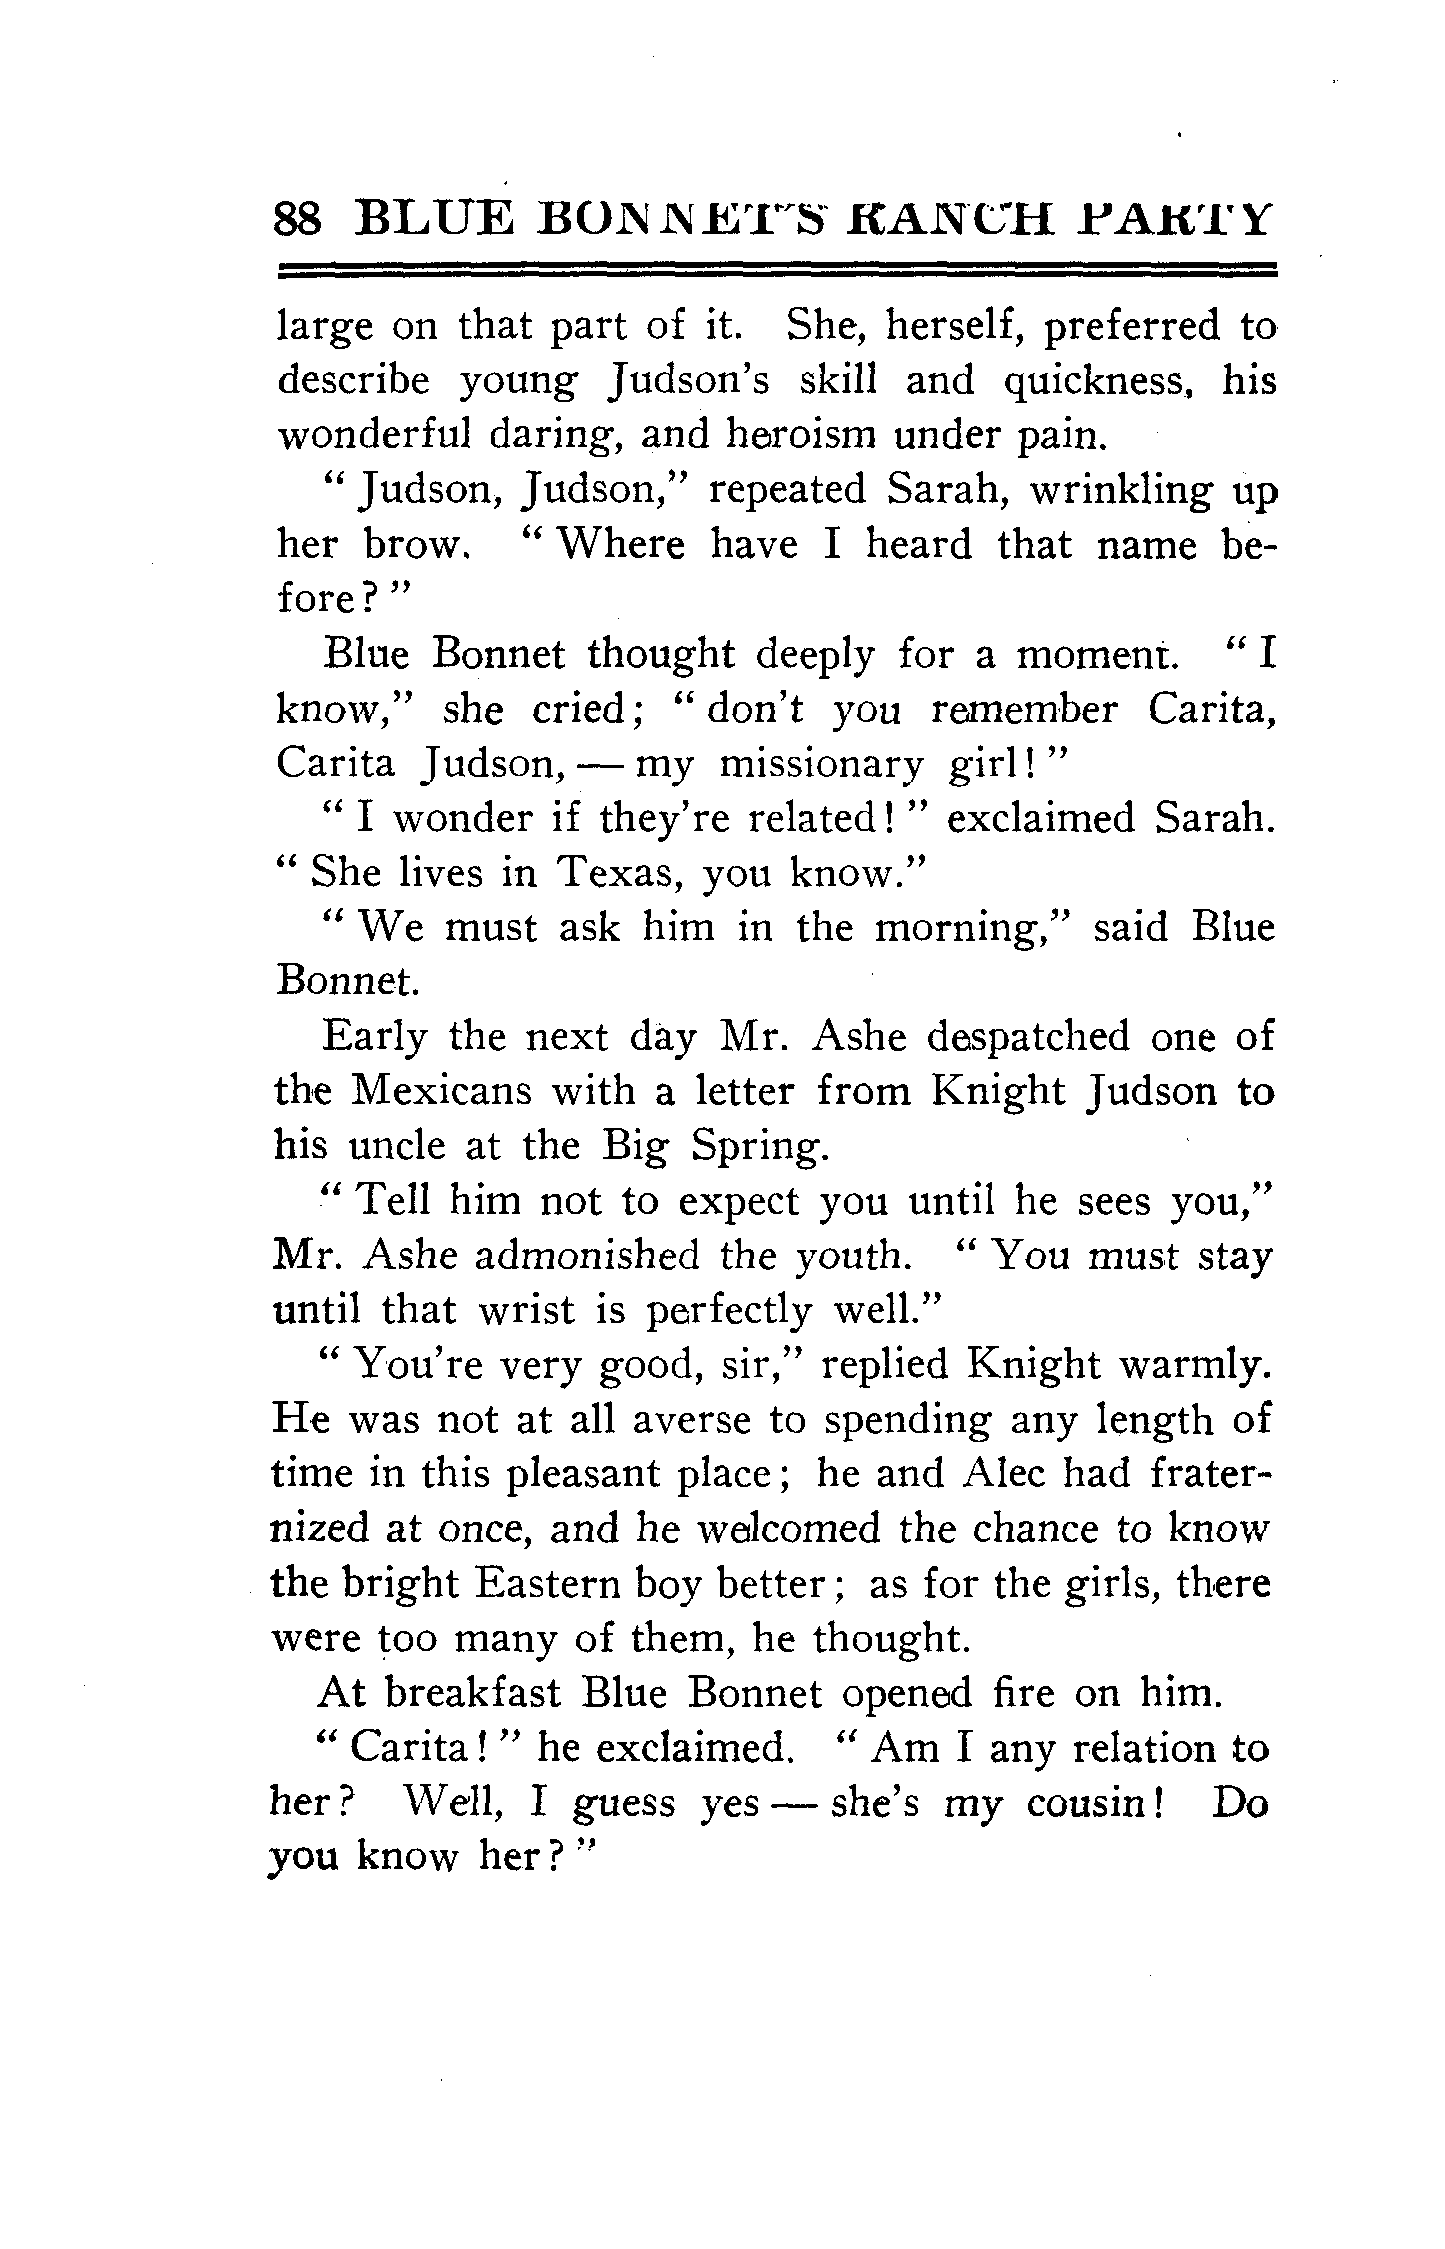 88 BLUE BONNET'S RANCH PARTY
large on that part of it. She, herself, preferred to
describe young Judson's skill and quickness, his
wonderful daring, and heroism under pain.
" Judson, Judson," repeated Sarah, wrinkling up
her brow. " Where have I heard that name be-
fore? "
Blue Bonnet thought deeply for a moment. " I
know," she cried; " don't you remember Carita,
Carita Judson, — my missionary girl! "
" I wonder if they're related! " exclaimed Sarah.
" She lives in Texas, you know."
" We must ask him in the morning," said Blue
Bonnet.
Early the next day Mr. Ashe despatched one of
the Mexicans with a letter from Knight Judson to
his uncle at the Big Spring.
" Tell him not to expect you until he sees you,"
Mr. Ashe admonished the youth. " You must stay
until that wrist is perfectly well."
" You're very good, sir," replied Knight warmly.
He was not at all averse to spending any length of
time in this pleasant place; he and Alec had frater-
nized at once, and he welcomed the chance to know
the bright Eastern boy better; as for the girls, there
were too many of them, he thought.
At breakfast Blue Bonnet opened fire on him.
" Carita! " he exclaimed. " Am I any relation to
her? Well, I guess yes — she's my cousin! Do
you know her? "